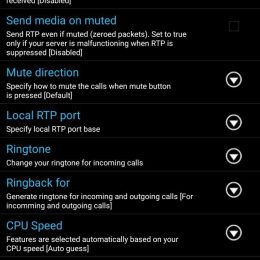 received [Disabled]
Send media on muted
Send RTP even if muted (zeroed packets). Set to true
only if your server is malfunctioning when RTP is
suppressed [Disabled]
Mute direction
Specify how to mute the calls when mute button
is pressed [Default]
Local RTP port
Specify local RTP port base
Ringtone
Change your ringtone for incoming calls
Ringback for
Generate ringtone for incoming and outgoing calls [For
incomming and outgoing calls]
CPU Speed
Features are selected automatically based on your
CPU speed [Auto guess]